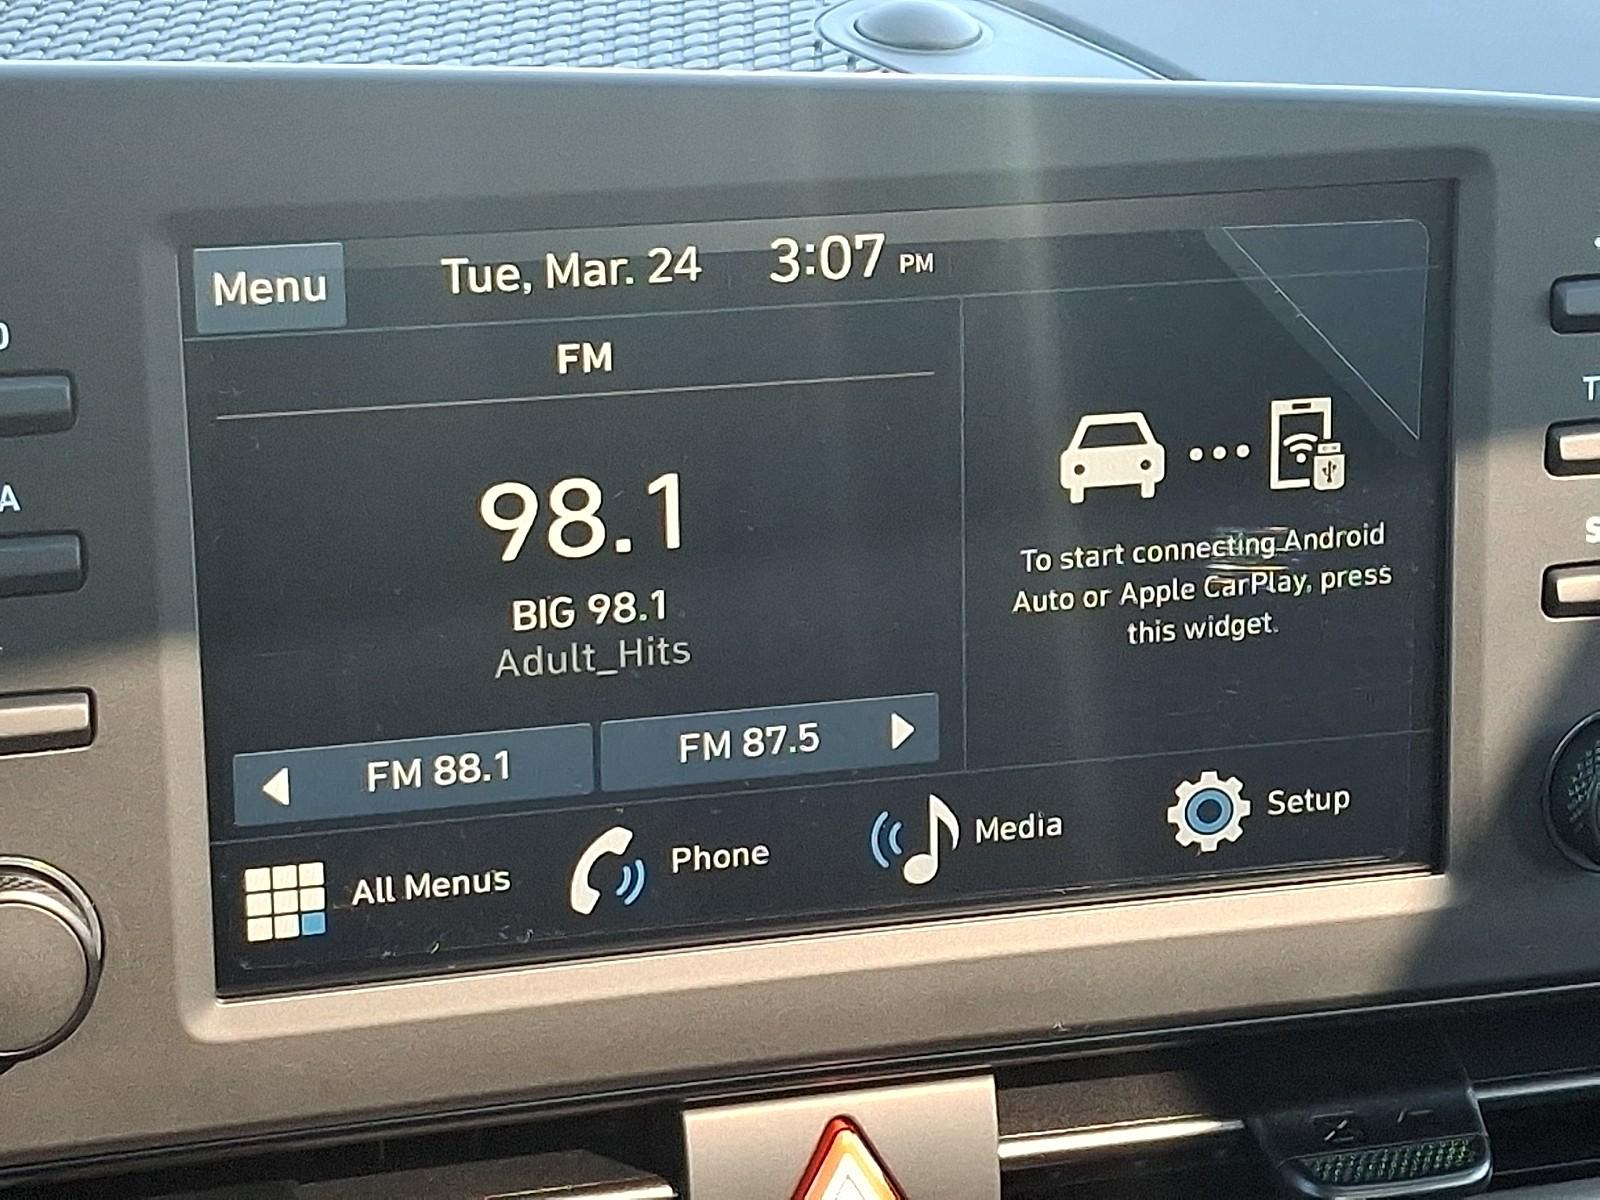 Menu
Tue, Mar. 24
3:07 PM
FM
98.1
BIG 98.1
Adult_Hits
FM 88.1
FM 87.5
To start connecting Android
Auto or Apple CarPlay, press
this widget.
All Menus
Phone
Media
Setup